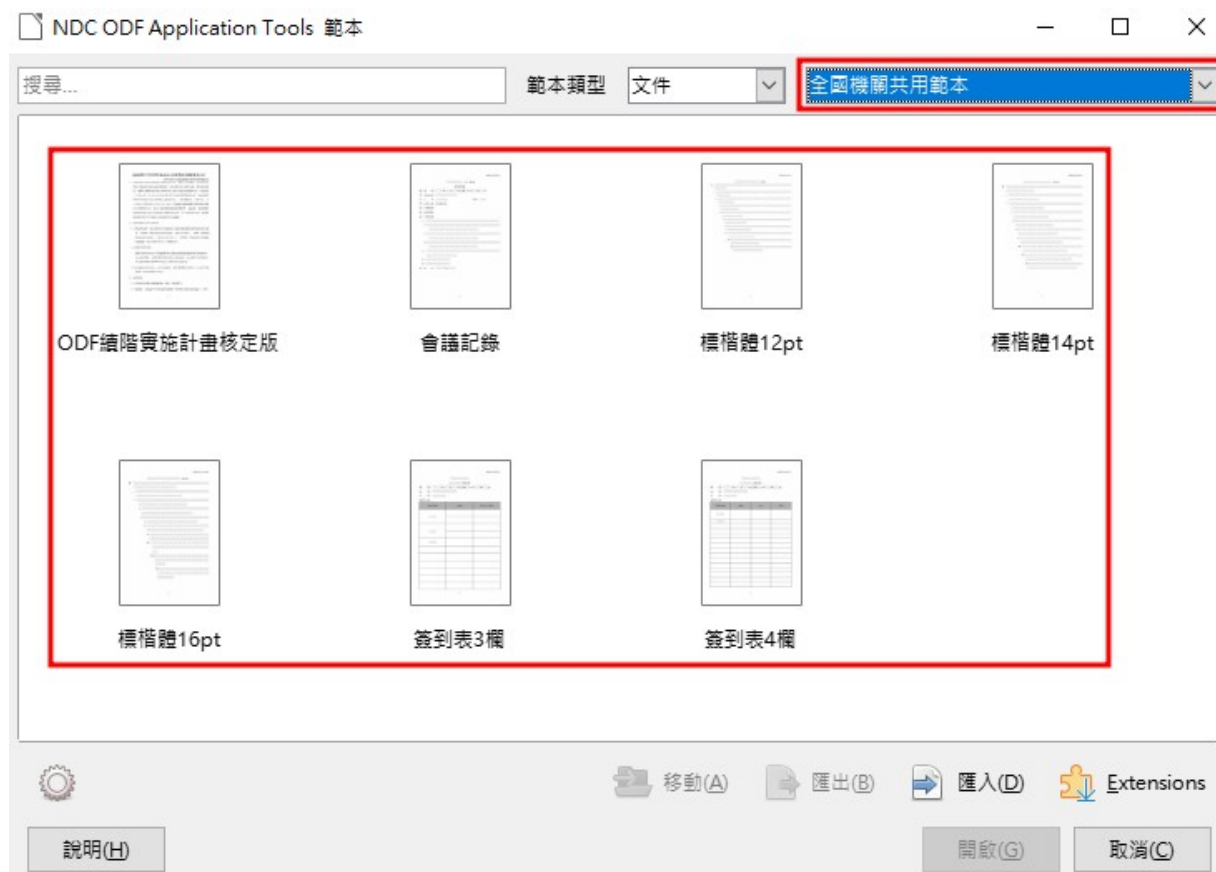 NDC ODF Application Tools 範本
搜尋... 範本類型 文件 全國機關共用範本
ODF續階實施計畫核定版 會議記錄 標楷體12pt 標楷體14pt
標楷體16pt 簽到表3欄 簽到表4欄
移動(A) 匯出(B) 匯入(D) Extensions
說明(H) 開啟(G) 取消(C)